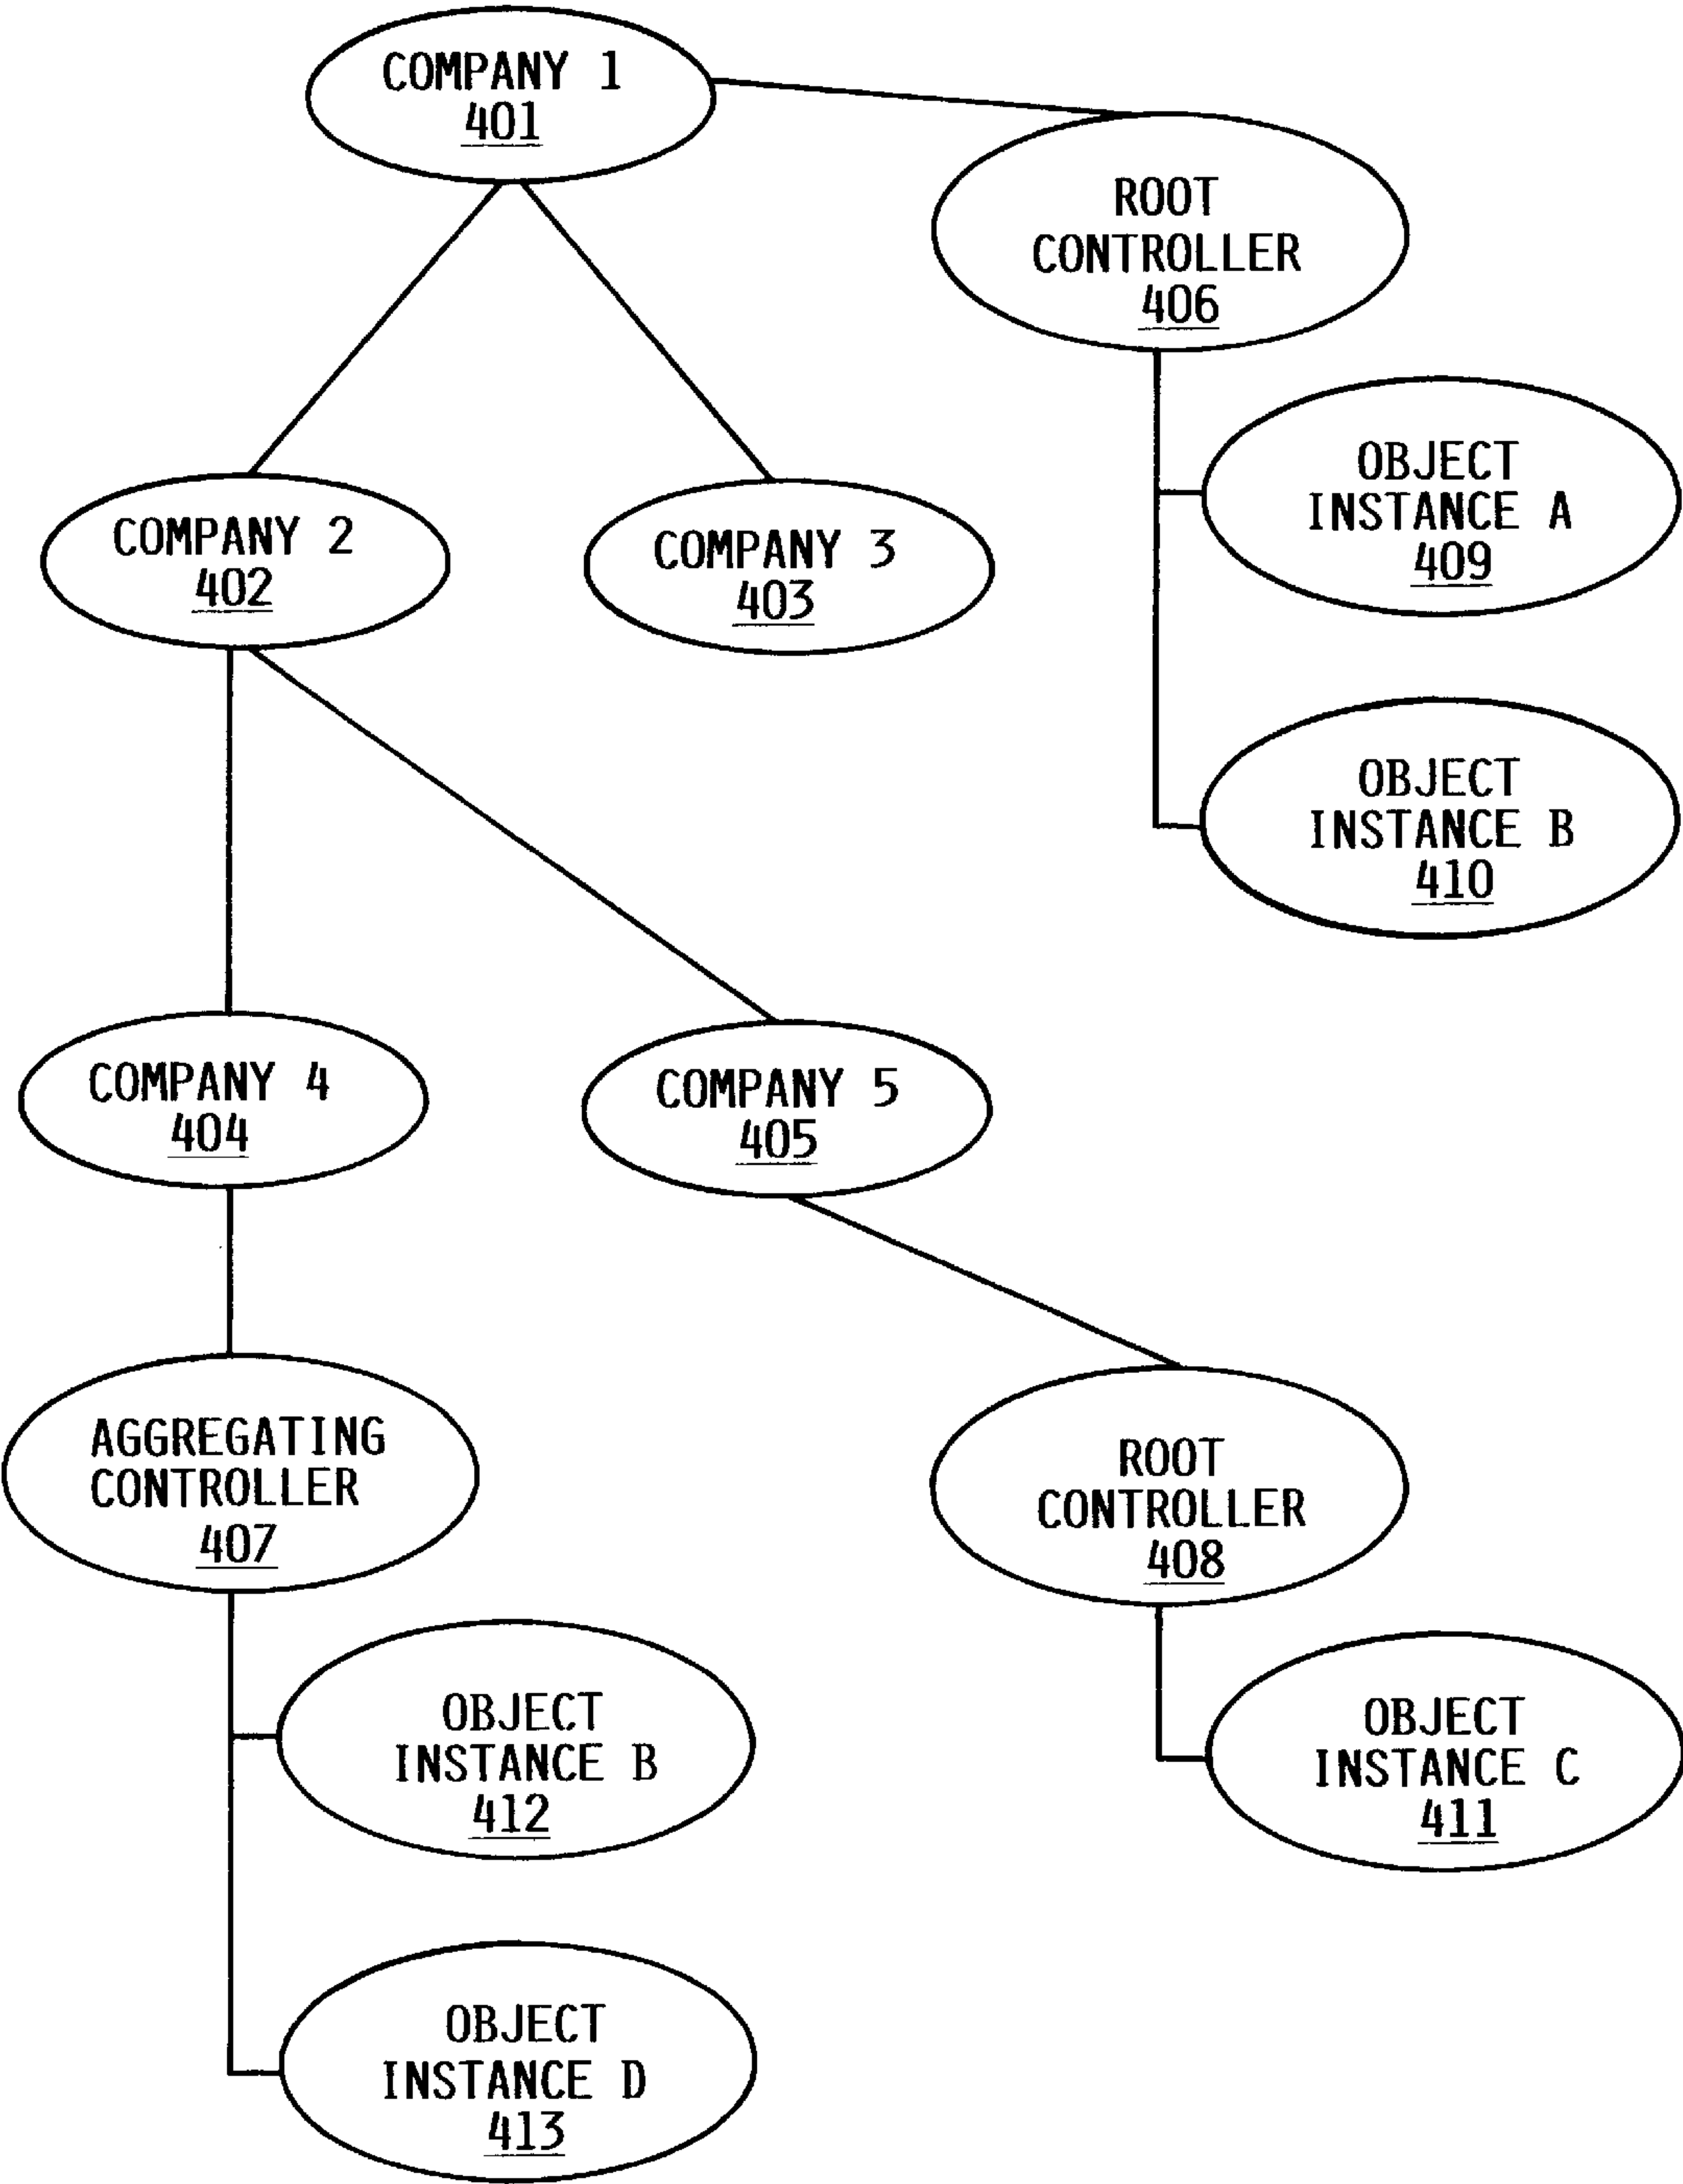 COMPANY 1
401
ROOT
CONTROLLER
406
OBJECT
INSTANCE A
409
COMPANY 2
402
COMPANY 3
403
OBJECT
INSTANCE B
410
COMPANY 4
404
COMPANY 5
405
AGGREGATING
CONTROLLER
407
ROOT
CONTROLLER
408
OBJECT
INSTANCE B
412
OBJECT
INSTANCE C
411
OBJECT
INSTANCE D
413